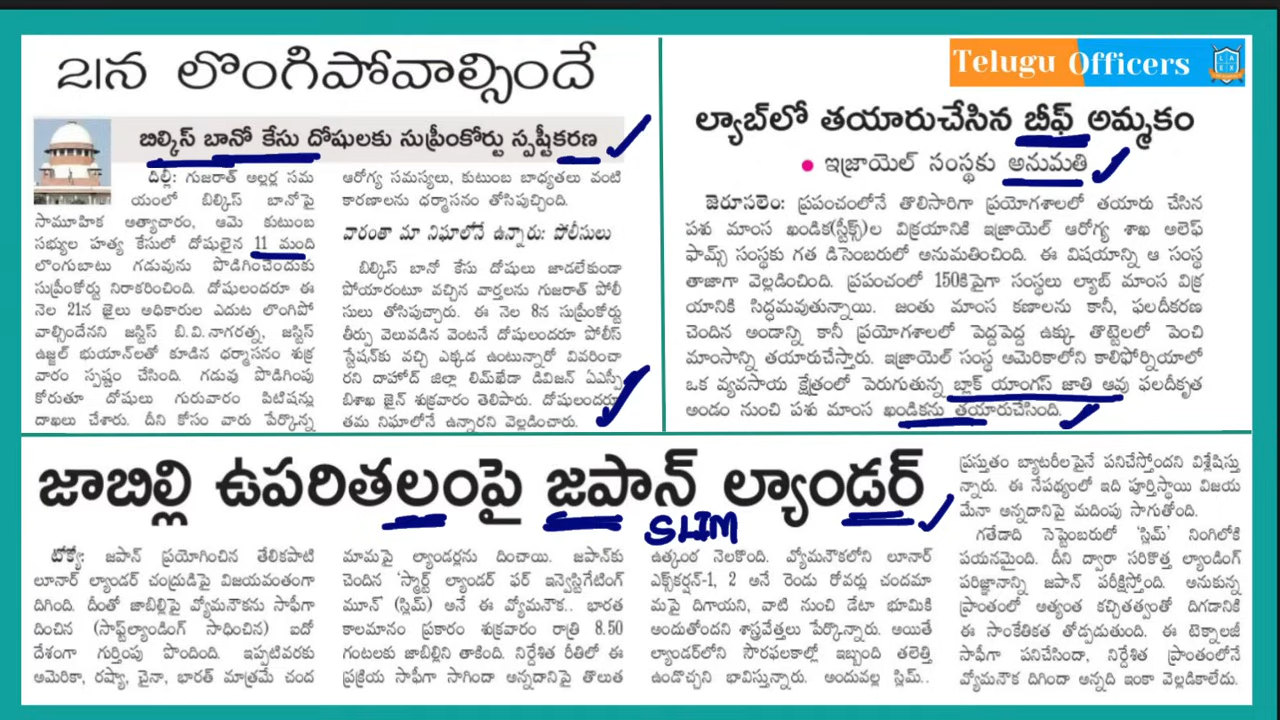 21న లొంగిపోవాల్సిందే
బిల్కిస్ బానో కేసు దోషులకు సుప్రీంకోర్టు స్పష్టీకరణ
దిల్లీ: గుజరాత్ అల్లర్ల సమ
యంలో బిల్కిస్ బానోపై
సామూహిక అత్యాచారం, ఆమె కుటుంబ
సభ్యుల హత్య కేసులో దోషులైన 11 మంది
లొంగుబాటు గడువును పొడిగించేందుకు
సుప్రీంకోర్టు నిరాకరించింది. దోషులందరూ ఈ
నెల 21న జైలు అధికారుల ఎదుట లొంగిపో
వాల్సిందేనని జస్టిస్ బి.వి.నాగరత్న, జస్టిస్
ఉజ్జల్ భుయాన్‌లతో కూడిన ధర్మాసనం శుక్ర
వారం స్పష్టం చేసింది. గడువు పొడిగింపు
కోరుతూ దోషులు గురువారం పిటిషన్లు
దాఖలు చేశారు. దీని కోసం వారు పేర్కొన్న
ఆరోగ్య సమస్యలు, కుటుంబ బాధ్యతలు వంటి
కారణాలను ధర్మాసనం తోసిపుచ్చింది.
వారంతా మా నిఘాలోనే ఉన్నారు: పోలీసులు
బిల్కిస్ బానో కేసు దోషులు జాడలేకుండా
పోయారంటూ వచ్చిన వార్తలను గుజరాత్ పోలీ
సులు తోసిపుచ్చారు. ఈ నెల 8న సుప్రీంకోర్టు
తీర్పు వెలువడిన వెంటనే దోషులందరూ పోలీస్
స్టేషన్‌కు వచ్చి ఎక్కడ ఉంటున్నారో వివరించా
రని దాహోద్ జిల్లా లిమ్‌ఖేడా డివిజన్ ఏఎస్పీ
బిశాఖ జైన్ శుక్రవారం తెలిపారు. దోషులందరూ
తమ నిఘాలోనే ఉన్నారని వెల్లడించారు.
Telugu Officers
ల్యాబ్‌లో తయారుచేసిన బీఫ్ అమ్మకం
• ఇజ్రాయెల్ సంస్థకు అనుమతి
జెరూసలెం: ప్రపంచంలోనే తొలిసారిగా ప్రయోగశాలలో తయారు చేసిన
పశు మాంస ఖండిక(స్టీక్స్)ల విక్రయానికి ఇజ్రాయెల్ ఆరోగ్య శాఖ అలెఫ్
ఫామ్స్ సంస్థకు గత డిసెంబరులో అనుమతించింది. ఈ విషయాన్ని ఆ సంస్థ
తాజాగా వెల్లడించింది. ప్రపంచంలో 150కిపైగా సంస్థలు ల్యాబ్ మాంస విక్ర
యానికి సిద్ధమవుతున్నాయి. జంతు మాంస కణాలను కానీ, ఫలదీకరణ
చెందిన అండాన్ని కానీ ప్రయోగశాలలో పెద్దపెద్ద ఉక్కు తొట్టెలలో పెంచి
మాంసాన్ని తయారుచేస్తారు. ఇజ్రాయెల్ సంస్థ అమెరికాలోని కాలిఫోర్నియాలో
ఒక వ్యవసాయ క్షేత్రంలో పెరుగుతున్న బ్లాక్ యాంగస్ జాతి ఆవు ఫలదీకృత
అండం నుంచి పశు మాంస ఖండికను తయారుచేసింది.
జాబిల్లి ఉపరితలంపై జపాన్ ల్యాండర్
SLIM
టోక్యో: జపాన్ ప్రయోగించిన తేలికపాటి
లూనార్ ల్యాండర్ చంద్రుడిపై విజయవంతంగా
దిగింది. దీంతో జాబిల్లిపై వ్యోమనౌకను సాఫీగా
దించిన (సాఫ్ట్‌ల్యాండింగ్ సాధించిన) ఐదో
దేశంగా గుర్తింపు పొందింది. ఇప్పటివరకు
అమెరికా, రష్యా, చైనా, భారత్ మాత్రమే చంద
మామపై ల్యాండర్లను దించాయి. జపాన్‌కు
చెందిన 'స్మార్ట్ ల్యాండర్ ఫర్ ఇన్వెస్టిగేటింగ్
మూన్' (స్లిమ్) అనే ఈ వ్యోమనౌక.. భారత
కాలమానం ప్రకారం శుక్రవారం రాత్రి 8.50
గంటలకు జాబిల్లిని తాకింది. నిర్దేశిత రీతిలో ఈ
ప్రక్రియ సాఫీగా సాగిందా అన్నదానిపై తొలుత
ఉత్కంఠ నెలకొంది. వ్యోమనౌకలోని లూనార్
ఎక్స్‌కర్షన్-1, 2 అనే రెండు రోవర్లు చందమా
మపై దిగాయని, వాటి నుంచి డేటా భూమికి
అందుతోందని శాస్త్రవేత్తలు పేర్కొన్నారు. అయితే
ల్యాండర్‌లోని సౌరఫలకాల్లో ఇబ్బంది తలెత్తి
ఉండొచ్చని భావిస్తున్నారు. అందువల్ల స్లిమ్..
ప్రస్తుతం బ్యాటరీలపైనే పనిచేస్తోందని విశ్లేషిస్తు
న్నారు. ఈ నేపథ్యంలో ఇది పూర్తిస్థాయి విజయ
మేనా అన్నదానిపై మదింపు సాగుతోంది.
గతేడాది సెప్టెంబరులో 'స్లిమ్' నింగిలోకి
పయనమైంది. దీని ద్వారా సరికొత్త ల్యాండింగ్
పరిజ్ఞానాన్ని జపాన్ పరీక్షిస్తోంది. అనుకున్న
ప్రాంతంలో అత్యంత కచ్చితత్వంతో దిగడానికి
ఈ సాంకేతికత తోడ్పడుతుంది. ఈ టెక్నాలజీ
సాఫీగా పనిచేసిందా, నిర్దేశిత ప్రాంతంలోనే
వ్యోమనౌక దిగిందా అన్నది ఇంకా వెల్లడికాలేదు.